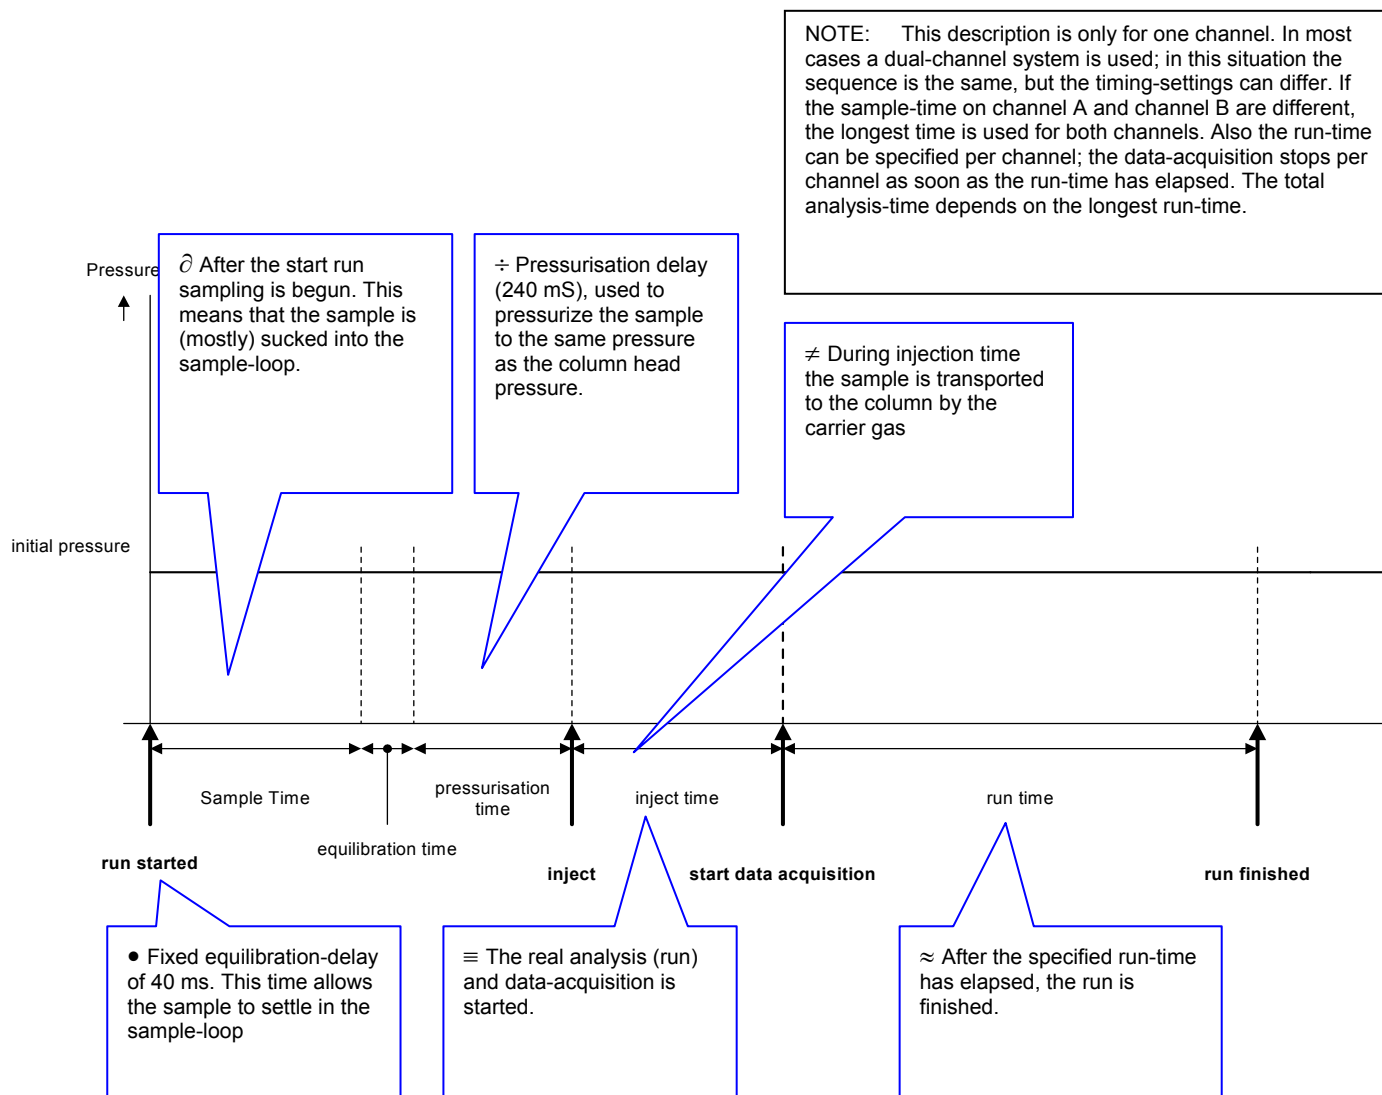 NOTE: This description is only for one channel. In most
cases a dual-channel system is used; in this situation the
sequence is the same, but the timing-settings can differ. If
the sample-time on channel A and channel B are different,
the longest time is used for both channels. Also the run-time
can be specified per channel; the data-acquisition stops per
channel as soon as the run-time has elapsed. The total
analysis-time depends on the longest run-time.
Pressure
∂ After the start run
sampling is begun. This
means that the sample is
(mostly) sucked into the
sample-loop.
÷ Pressurisation delay
(240 mS), used to
pressurize the sample
to the same pressure
as the column head
pressure.
≠ During injection time
the sample is transported
to the column by the
carrier gas
initial pressure
Sample Time
equilibration time
pressurisation
time
inject time
run time
run started
inject
start data acquisition
run finished
● Fixed equilibration-delay
of 40 ms. This time allows
the sample to settle in the
sample-loop
≡ The real analysis (run)
and data-acquisition is
started.
≈ After the specified run-time
has elapsed, the run is
finished.